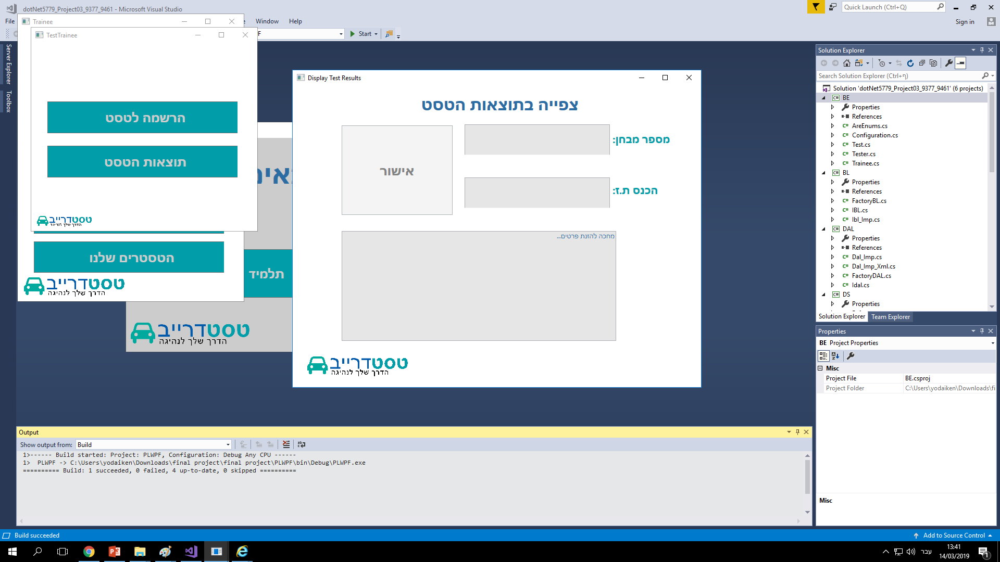 dotNet5779_Project03_9377_9461 - Microsoft Visual Studio
Quick Launch (Ctrl+Q)
File
Window
Help
Sign in
Start
Server Explorer
Toolbox
Trainee
TestTrainee
הרשמה לטסט
תוצאות הטסט
טסטדרייב
הדרך שלך לנהיגה
הטסטרים שלנו
טסטדרייב
הדרך שלך לנהיגה
תלמיד
טסטדרייב
הדרך שלך לנהיגה
Display Test Results
צפייה בתוצאות הטסט
מספר מבחן:
אישור
הכנס ת.ז:
מחכה להזנת פרטים...
טסטדרייב
הדרך שלך לנהיגה
Solution Explorer
Search Solution Explorer (Ctrl+ף)
Solution 'dotNet5779_Project03_9377_9461' (6 projects)
BE
Properties
References
AreEnums.cs
Configuration.cs
Test.cs
Tester.cs
Trainee.cs
BL
Properties
References
FactoryBL.cs
IBL.cs
Ibl_Imp.cs
DAL
Properties
References
Dal_Imp.cs
Dal_Imp_Xml.cs
FactoryDAL.cs
Idal.cs
DS
Properties
Solution Explorer
Team Explorer
Properties
BE Project Properties
Misc
Project File BE.csproj
Project Folder C:\Users\yodaiken\Downloads\fi
Misc
Output
Show output from: Build
1>------ Build started: Project: PLWPF, Configuration: Debug Any CPU ------
1>  PLWPF -> C:\Users\yodaiken\Downloads\final project\final project\PLWPF\bin\Debug\PLWPF.exe
========== Build: 1 succeeded, 0 failed, 4 up-to-date, 0 skipped ==========
Build succeeded
Add to Source Control
עבר
13:41
14/03/2019
1